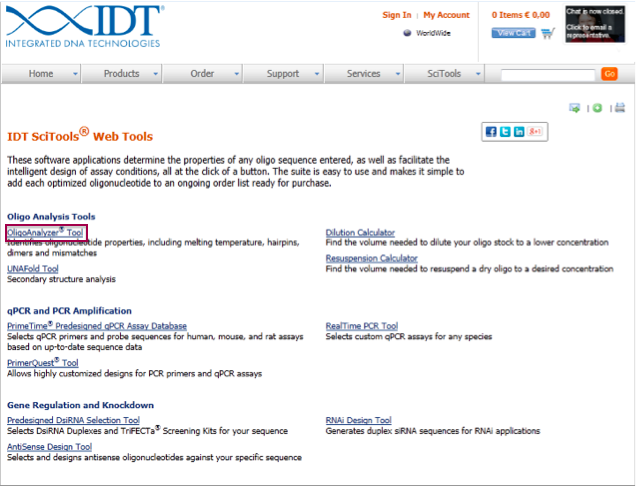 IDT®
INTEGRATED DNA TECHNOLOGIES®
Sign In | My Account
WorldWide
0 Items € 0,00
View Cart
Chat is now closed.
Click to email a
representative.
Home Products Order Support Services SciTools Go
IDT SciTools® Web Tools
These software applications determine the properties of any oligo sequence entered, as well as facilitate the
intelligent design of assay conditions, all at the click of a button. The suite is easy to use and makes it simple to
add each optimized oligonucleotide to an ongoing order list ready for purchase.
Oligo Analysis Tools
OligoAnalyzer® Tool
Identifies oligonucleotide properties, including melting temperature, hairpins,
dimers and mismatches
UNAFold Tool
Secondary structure analysis
Dilution Calculator
Find the volume needed to dilute your oligo stock to a lower concentration
Resuspension Calculator
Find the volume needed to resuspend a dry oligo to a desired concentration
qPCR and PCR Amplification
PrimeTime® Predesigned qPCR Assay Database
Selects qPCR primers and probe sequences for human, mouse, and rat assays
based on up-to-date sequence data
PrimerQuest® Tool
Allows highly customized designs for PCR primers and qPCR assays
RealTime PCR Tool
Selects custom qPCR assays for any species
Gene Regulation and Knockdown
Predesigned DsiRNA Selection Tool
Selects DsiRNA Duplexes and TriFECTa® Screening Kits for your sequence
AntiSense Design Tool
Selects and designs antisense oligonucleotides against your specific sequence
RNAi Design Tool
Generates duplex siRNA sequences for RNAi applications